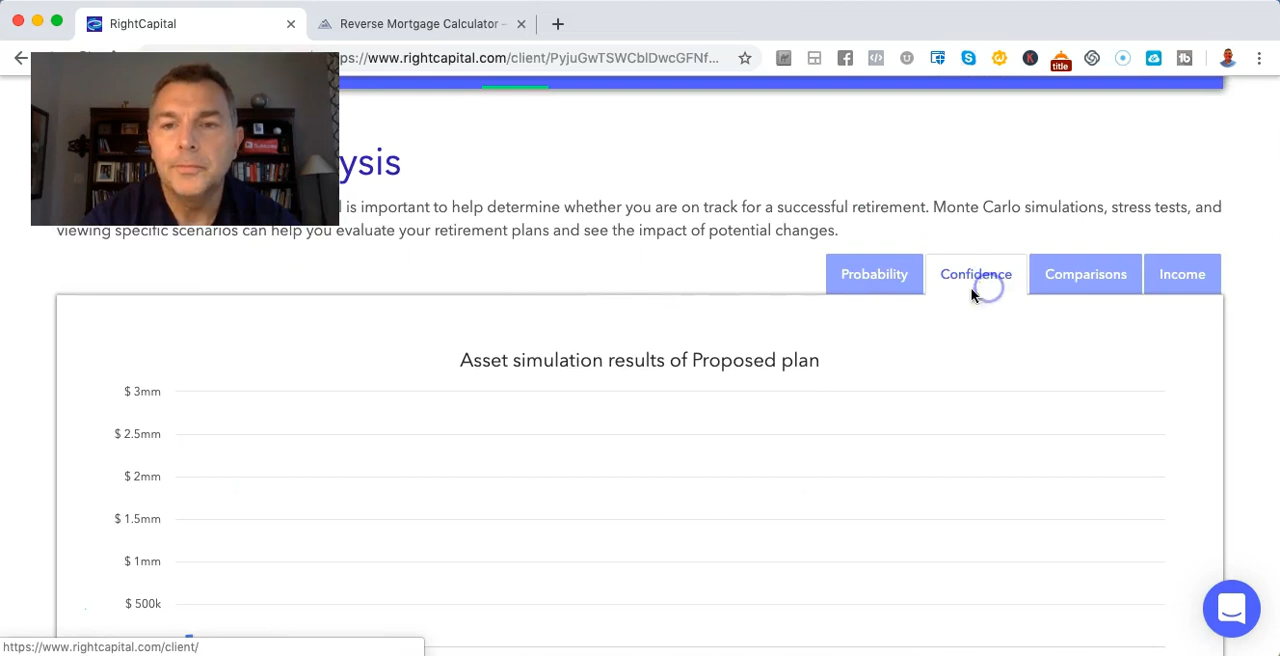 RightCapital
Reverse Mortgage Calculator -
ps://www.rightcapital.com/client/PyjuGwTSWCblDwcGFNf...
title
ysis
l is important to help determine whether you are on track for a successful retirement. Monte Carlo simulations, stress tests, and
viewing specific scenarios can help you evaluate your retirement plans and see the impact of potential changes.
Probability
Confidence
Comparisons
Income
Asset simulation results of Proposed plan
$ 3mm
$ 2.5mm
$ 2mm
$ 1.5mm
$ 1mm
$ 500k
https://www.rightcapital.com/client/